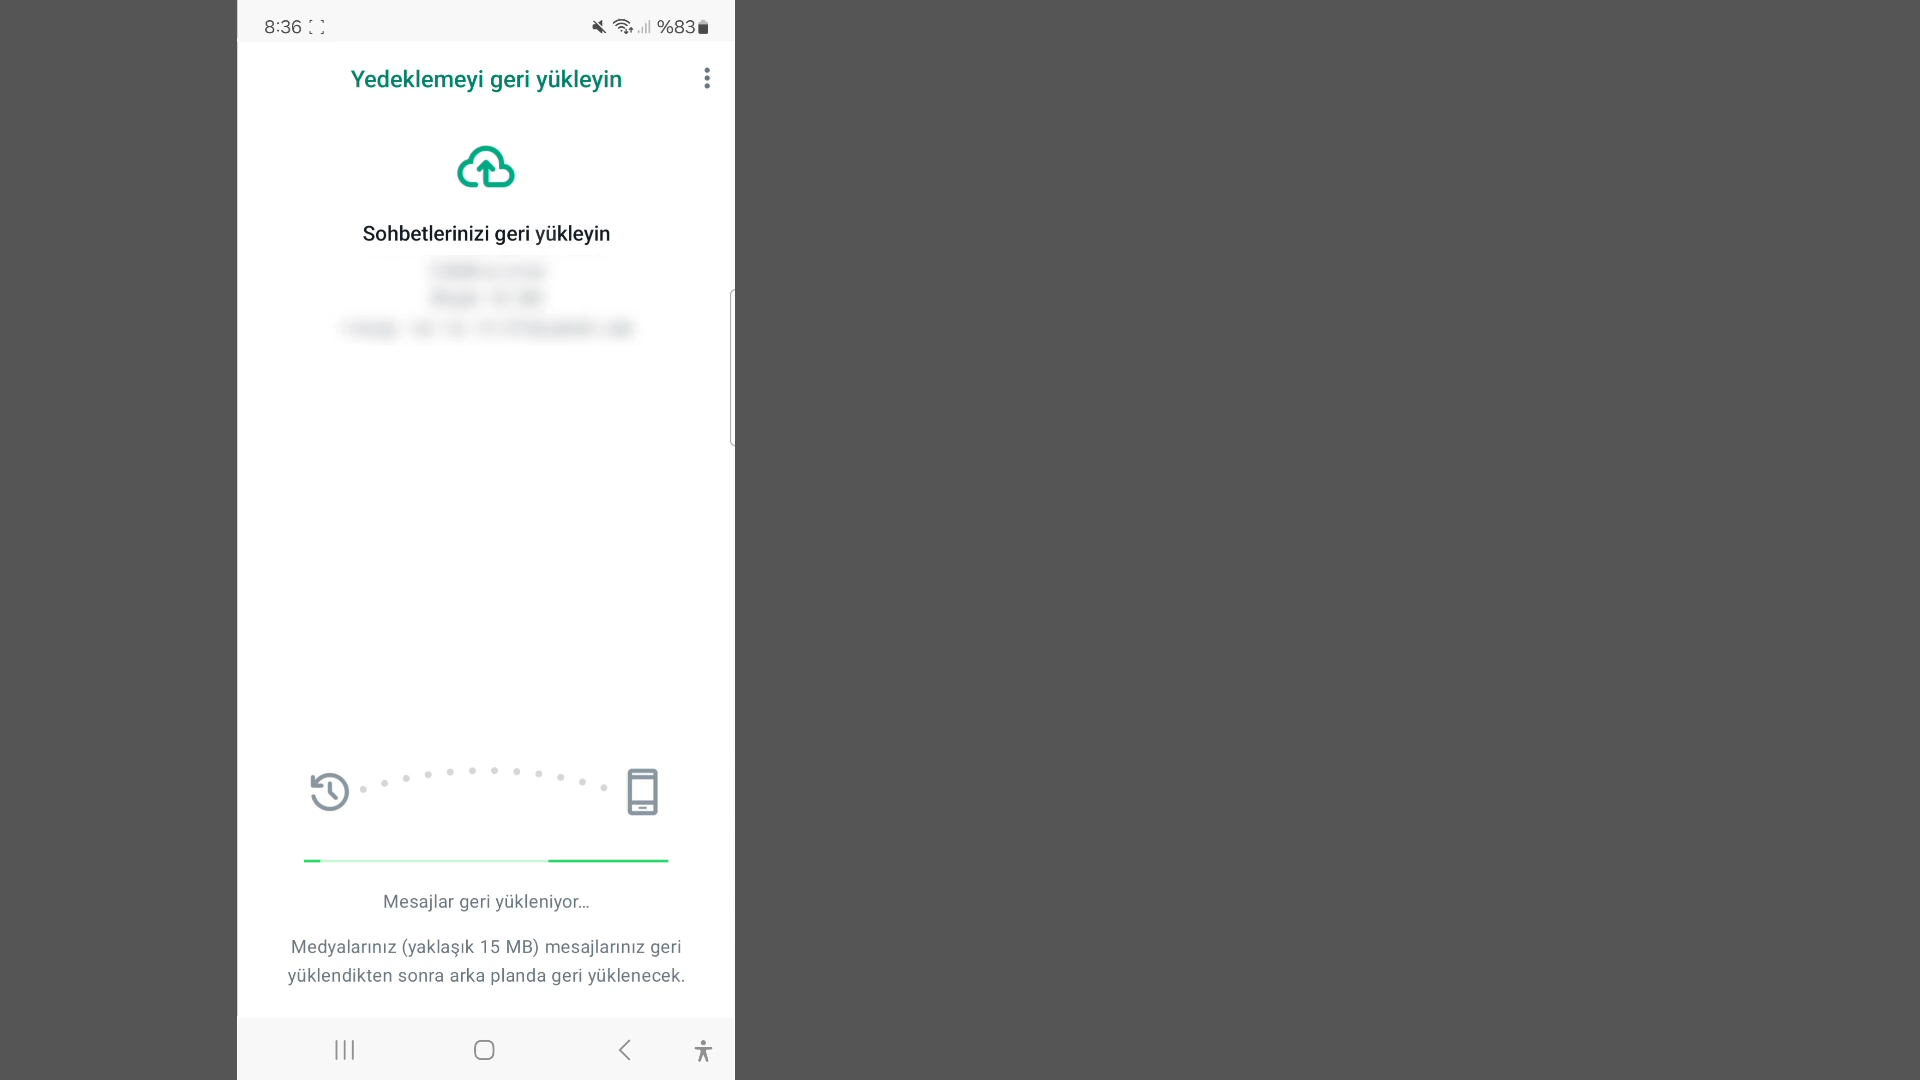 8:36 %83
Yedeklemeyi geri yükleyin
Sohbetlerinizi geri yükleyin
Mesajlar geri yükleniyor...
Medyalarınız (yaklaşık 15 MB) mesajlarınız geri
yüklendikten sonra arka planda geri yüklenecek.